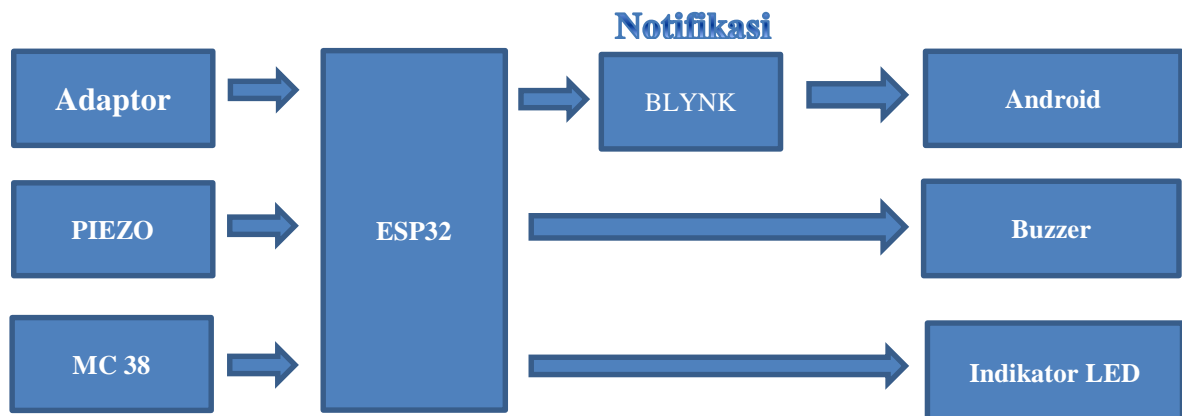 Notifikasi
Adaptor
BLYNK
Android
PIEZO
ESP32
Buzzer
MC 38
Indikator LED